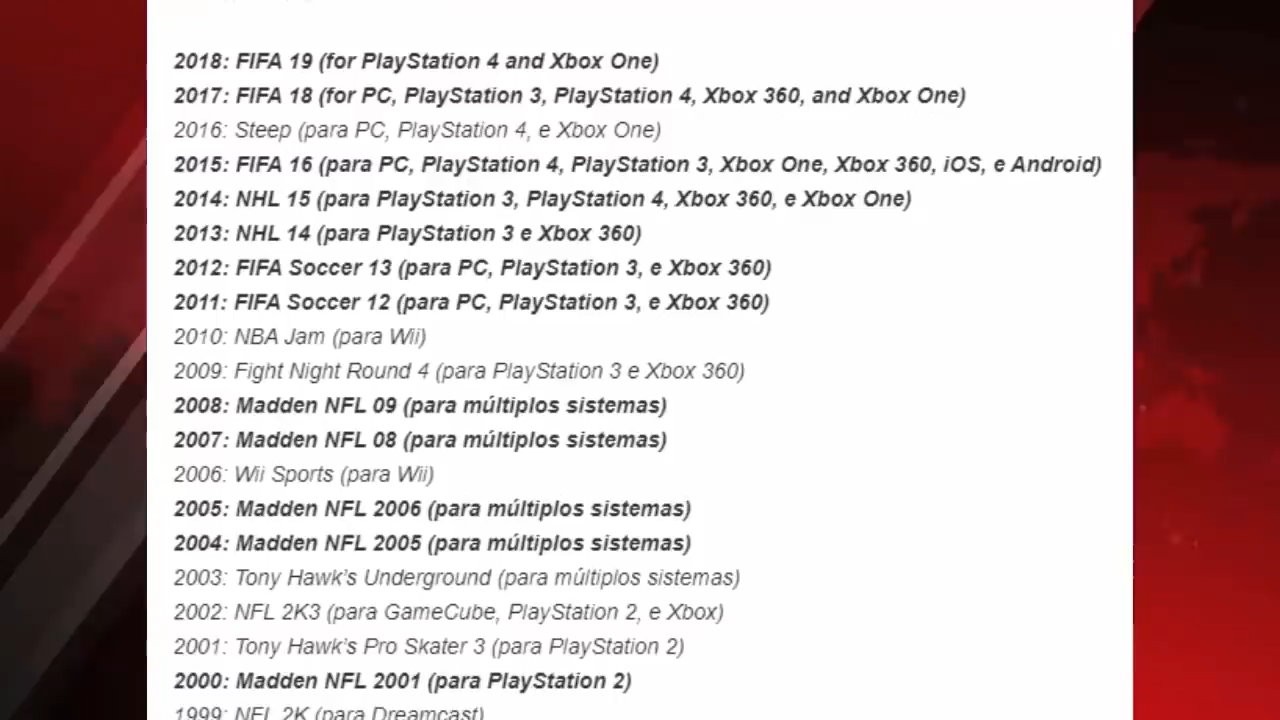 2018: FIFA 19 (for PlayStation 4 and Xbox One)
2017: FIFA 18 (for PC, PlayStation 3, PlayStation 4, Xbox 360, and Xbox One)
2016: Steep (para PC, PlayStation 4, e Xbox One)
2015: FIFA 16 (para PC, PlayStation 4, PlayStation 3, Xbox One, Xbox 360, iOS, e Android)
2014: NHL 15 (para PlayStation 3, PlayStation 4, Xbox 360, e Xbox One)
2013: NHL 14 (para PlayStation 3 e Xbox 360)
2012: FIFA Soccer 13 (para PC, PlayStation 3, e Xbox 360)
2011: FIFA Soccer 12 (para PC, PlayStation 3, e Xbox 360)
2010: NBA Jam (para Wii)
2009: Fight Night Round 4 (para PlayStation 3 e Xbox 360)
2008: Madden NFL 09 (para múltiplos sistemas)
2007: Madden NFL 08 (para múltiplos sistemas)
2006: Wii Sports (para Wii)
2005: Madden NFL 2006 (para múltiplos sistemas)
2004: Madden NFL 2005 (para múltiplos sistemas)
2003: Tony Hawk’s Underground (para múltiplos sistemas)
2002: NFL 2K3 (para GameCube, PlayStation 2, e Xbox)
2001: Tony Hawk’s Pro Skater 3 (para PlayStation 2)
2000: Madden NFL 2001 (para PlayStation 2)
1999: NFL 2K (para Dreamcast)